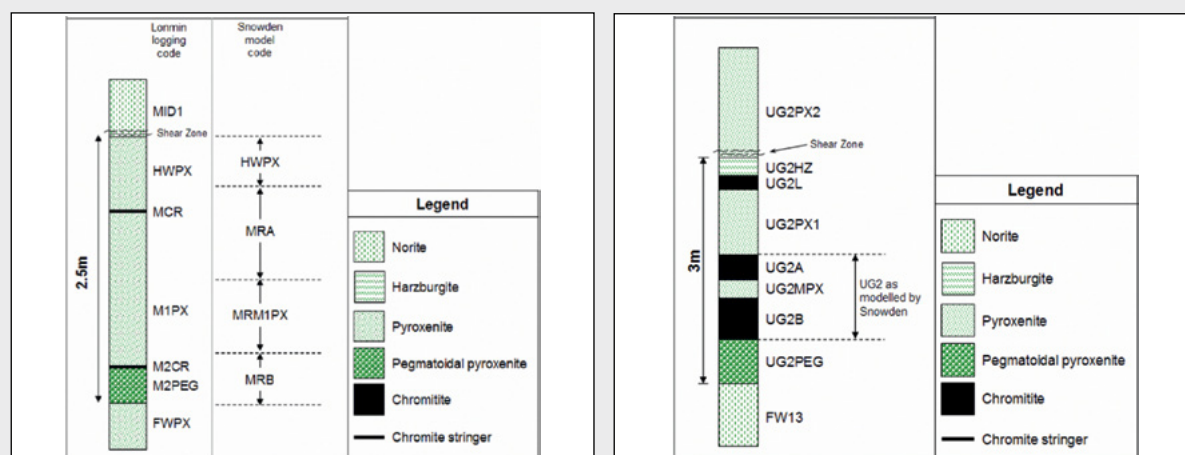 Lonmin
logging
code
Snowden
model
code
MID1
Shear Zone
HWPX
HWPX
MCR
MRA
2.5m
M1PX
MRM1PX
M2CR
M2PEG
MRB
FWPX
Legend
Norite
Harzburgite
Pyroxenite
Pegmatoidal pyroxenite
Chromitite
Chromite stringer
UG2PX2
Shear Zone
UG2HZ
UG2L
UG2PX1
3m
UG2A
UG2MPX
UG2B
UG2 as
modelled by
Snowden
UG2PEG
FW13
Legend
Norite
Harzburgite
Pyroxenite
Pegmatoidal pyroxenite
Chromitite
Chromite stringer